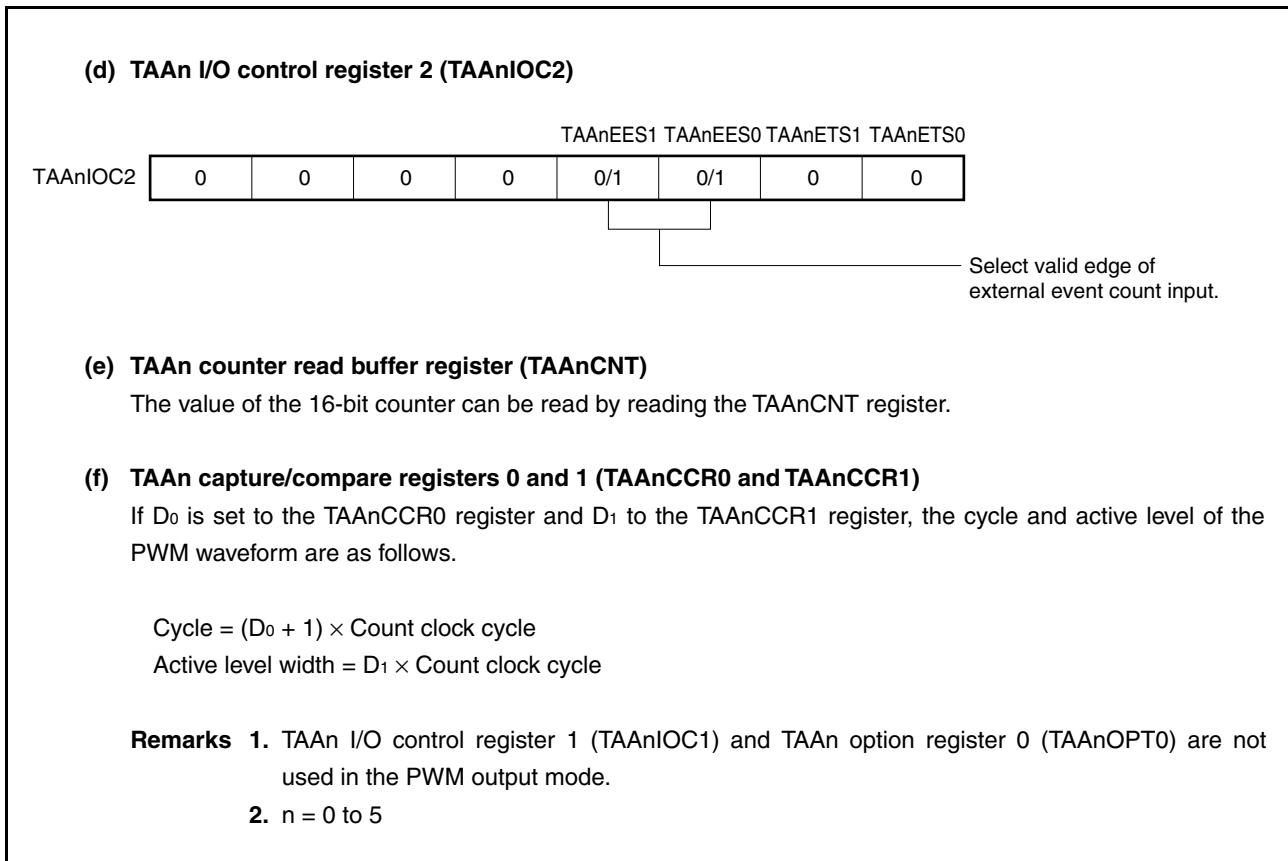 (d) TAAn I/O control register 2 (TAAnIOC2)
TAAnEES1 TAAnEES0 TAAnETS1 TAAnETS0
TAAnIOC2 0 0 0 0 0/1 0/1 0 0
Select valid edge of
external event count input.
(e) TAAn counter read buffer register (TAAnCNT)
The value of the 16-bit counter can be read by reading the TAAnCNT register.
(f) TAAn capture/compare registers 0 and 1 (TAAnCCR0 and TAAnCCR1)
If D0 is set to the TAAnCCR0 register and D1 to the TAAnCCR1 register, the cycle and active level of the
PWM waveform are as follows.
Cycle = (D0 + 1) × Count clock cycle
Active level width = D1 × Count clock cycle
Remarks 1. TAAn I/O control register 1 (TAAnIOC1) and TAAn option register 0 (TAAnOPT0) are not
used in the PWM output mode.
2. n = 0 to 5